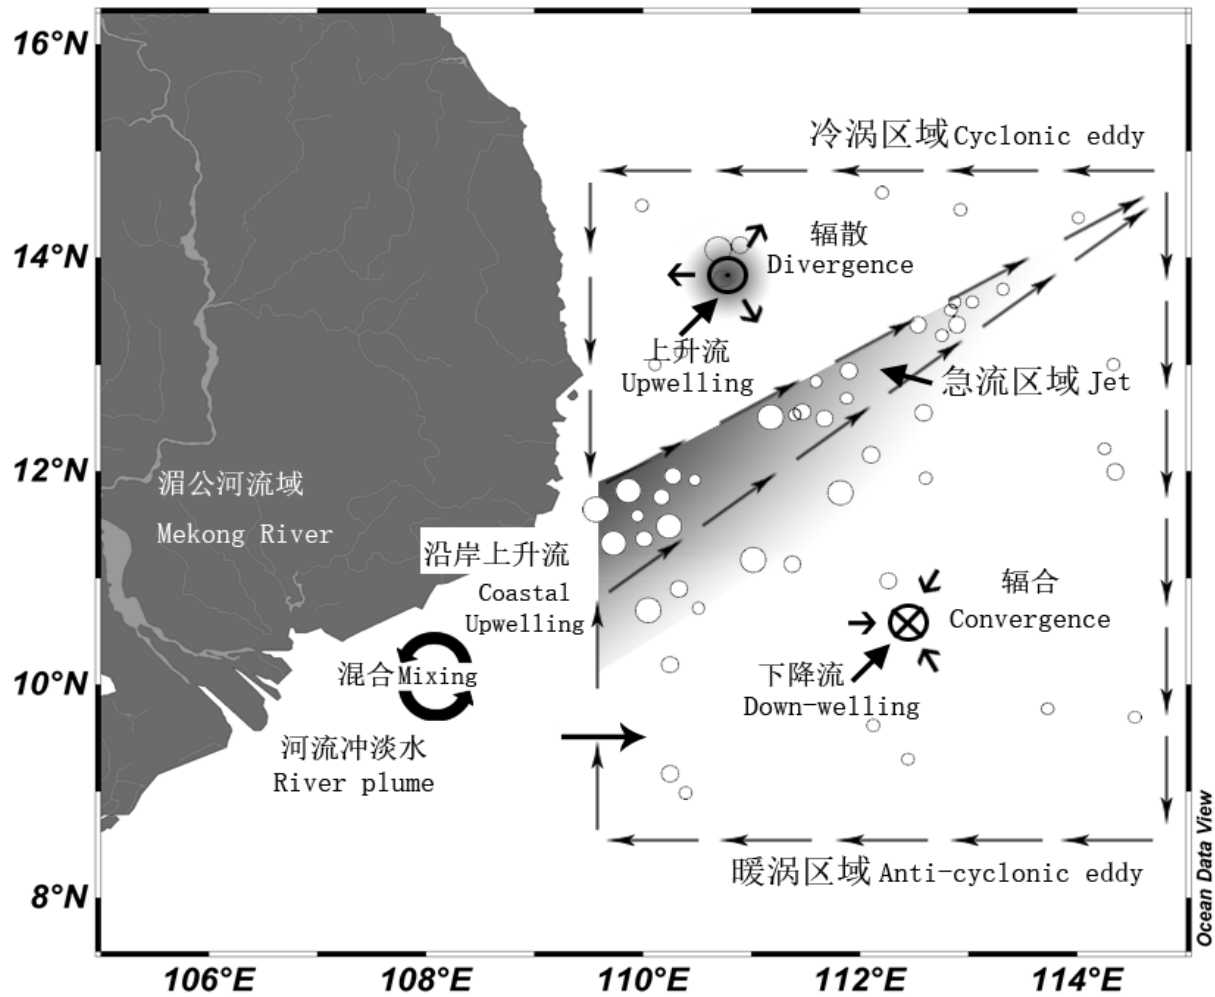 16°N
冷涡区域 Cyclonic eddy
辐散
Divergence
14°N
上升流
Upwelling
急流区域 Jet
12°N
湄公河流域
Mekong River
沿岸上升流
Coastal
Upwelling
辐合
Convergence
混合 Mixing
10°N
下降流
Down-welling
河流冲淡水
River plume
暖涡区域 Anti-cyclonic eddy
8°N
Ocean Data View
106°E
108°E
110°E
112°E
114°E